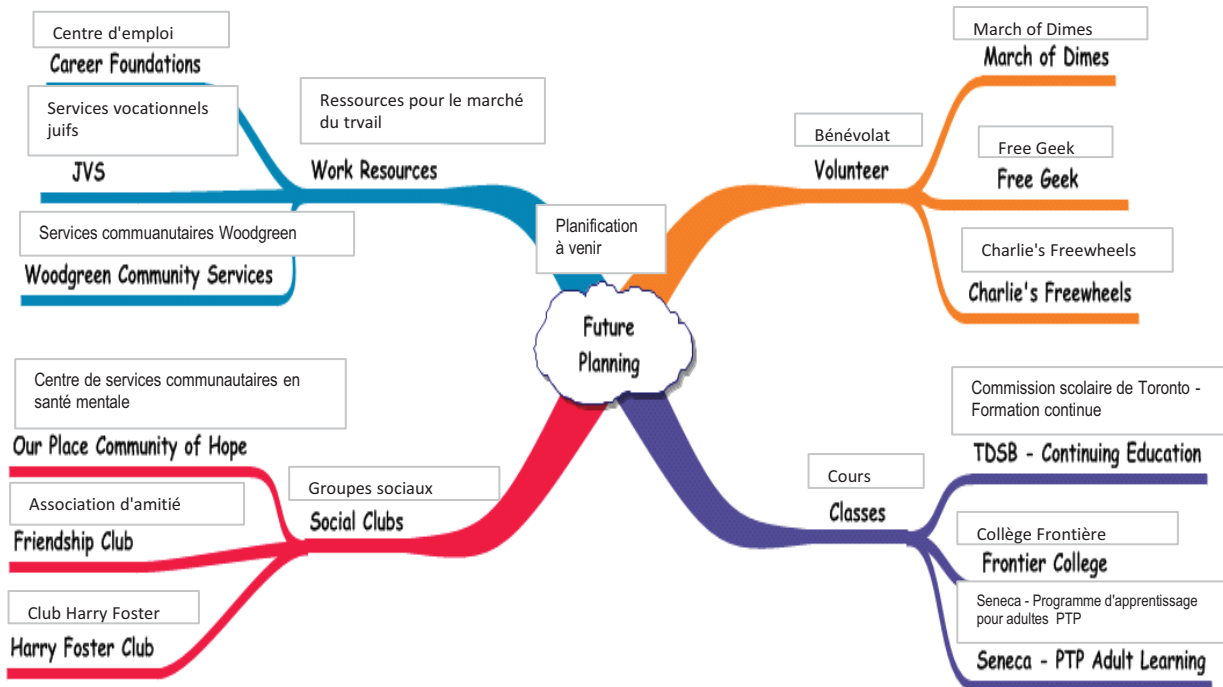 Centre d'emploi
Career Foundations
Services vocationnels
juifs
JVS
Services commuanutaires Woodgreen
Woodgreen Community Services
Ressources pour le marché
du trvail
Work Resources
Planification
à venir
Future
Planning
Bénévolat
Volunteer
March of Dimes
March of Dimes
Free Geek
Free Geek
Charlie's Freewheels
Charlie's Freewheels
Centre de services communautaires en
santé mentale
Our Place Community of Hope
Association d'amitié
Friendship Club
Club Harry Foster
Harry Foster Club
Groupes sociaux
Social Clubs
Cours
Classes
Commission scolaire de Toronto -
Formation continue
TDSB - Continuing Education
Collège Frontière
Frontier College
Seneca - Programme d'apprentissage
pour adultes PTP
Seneca - PTP Adult Learning